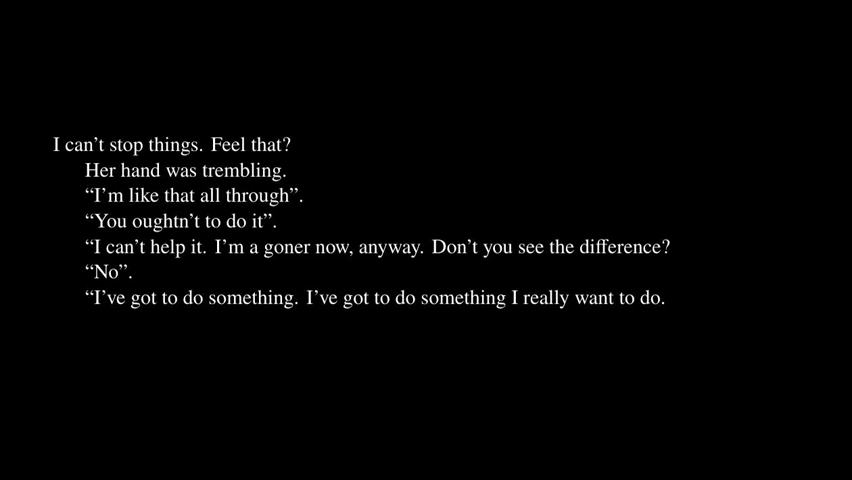 I can’t stop things. Feel that?
Her hand was trembling.
“I’m like that all through”.
“You oughtn’t to do it”.
“I can’t help it. I’m a goner now, anyway. Don’t you see the difference?
“No”.
“I’ve got to do something. I’ve got to do something I really want to do.